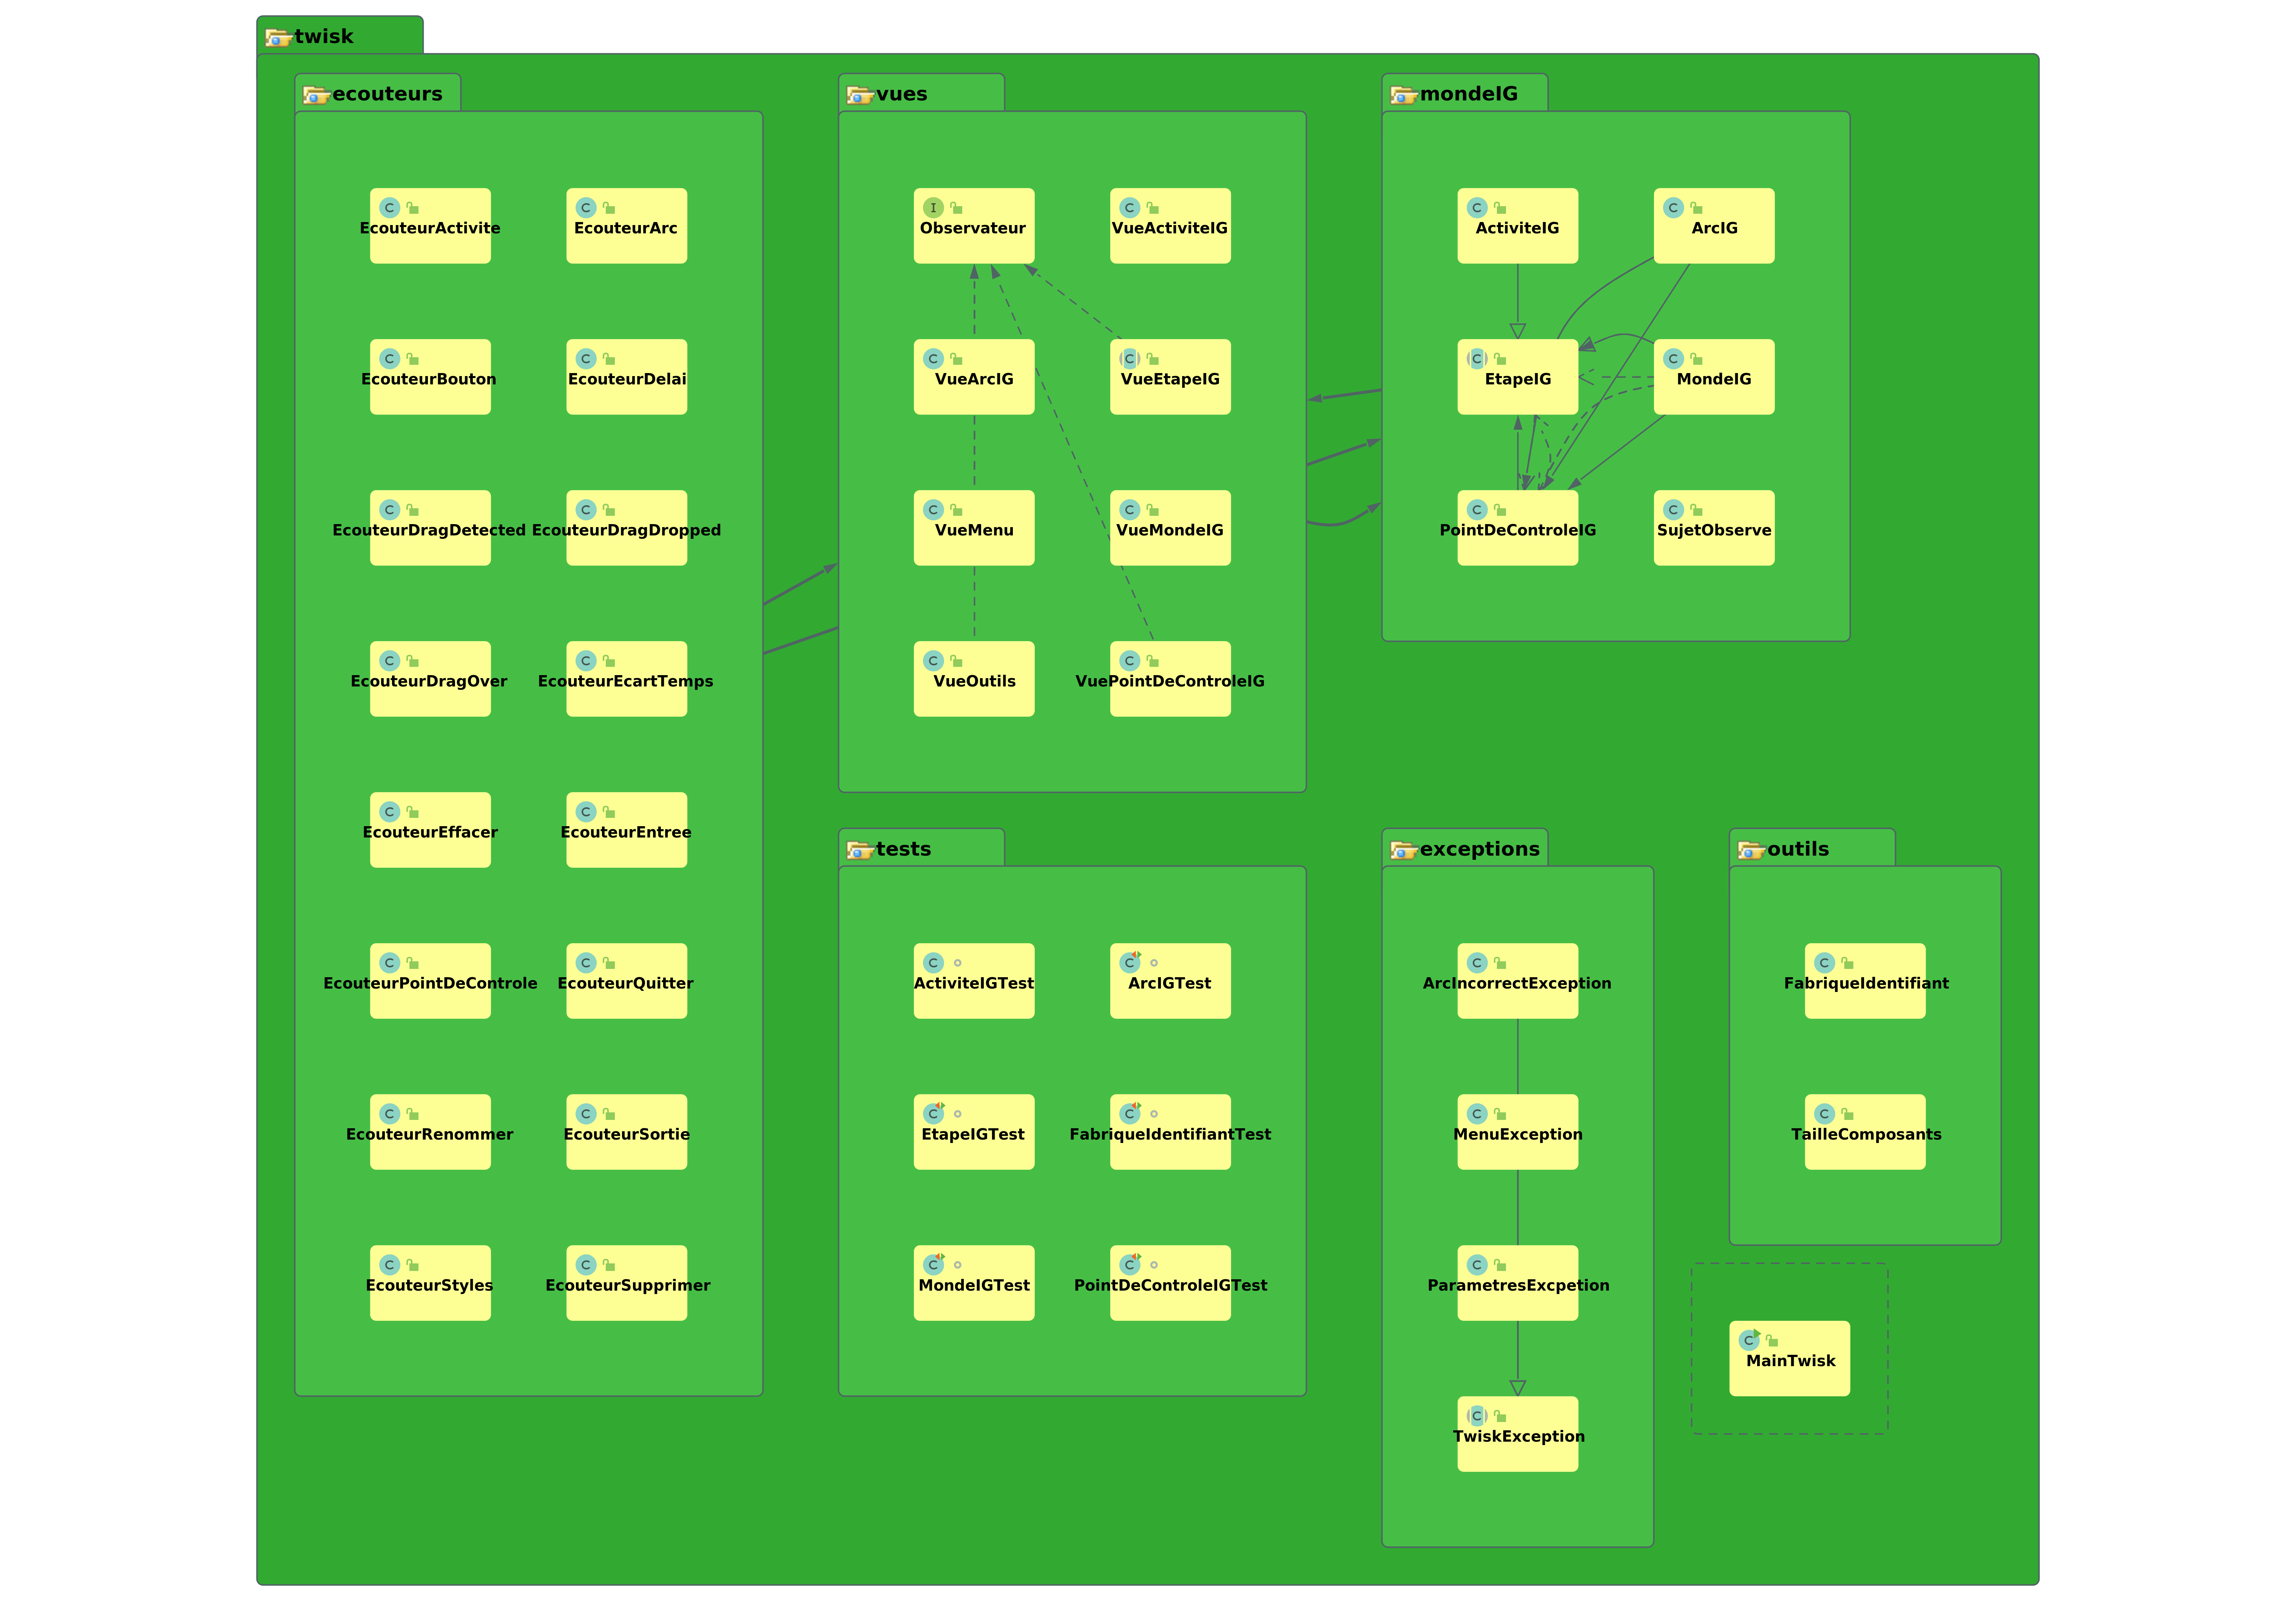 twisk
ecouteurs
EcouteurActivite
EcouteurArc
EcouteurBouton
EcouteurDelai
EcouteurDragDetected
EcouteurDragDropped
EcouteurDragOver
EcouteurEcartTemps
EcouteurEffacer
EcouteurEntree
EcouteurPointDeControle
EcouteurQuitter
EcouteurRenommer
EcouteurSortie
EcouteurStyles
EcouteurSupprimer
vues
Observateur
VueActiviteIG
VueArcIG
VueEtapeIG
VueMenu
VueMondeIG
VueOutils
VuePointDeControleIG
mondeIG
ActiviteIG
ArcIG
EtapeIG
MondeIG
PointDeControleIG
SujetObserve
tests
ActiviteIGTest
ArcIGTest
EtapeIGTest
FabriqueIdentifiantTest
MondeIGTest
PointDeControleIGTest
exceptions
ArcIncorrectException
MenuException
ParametresExcpetion
TwiskException
outils
FabriqueIdentifiant
TailleComposants
MainTwisk